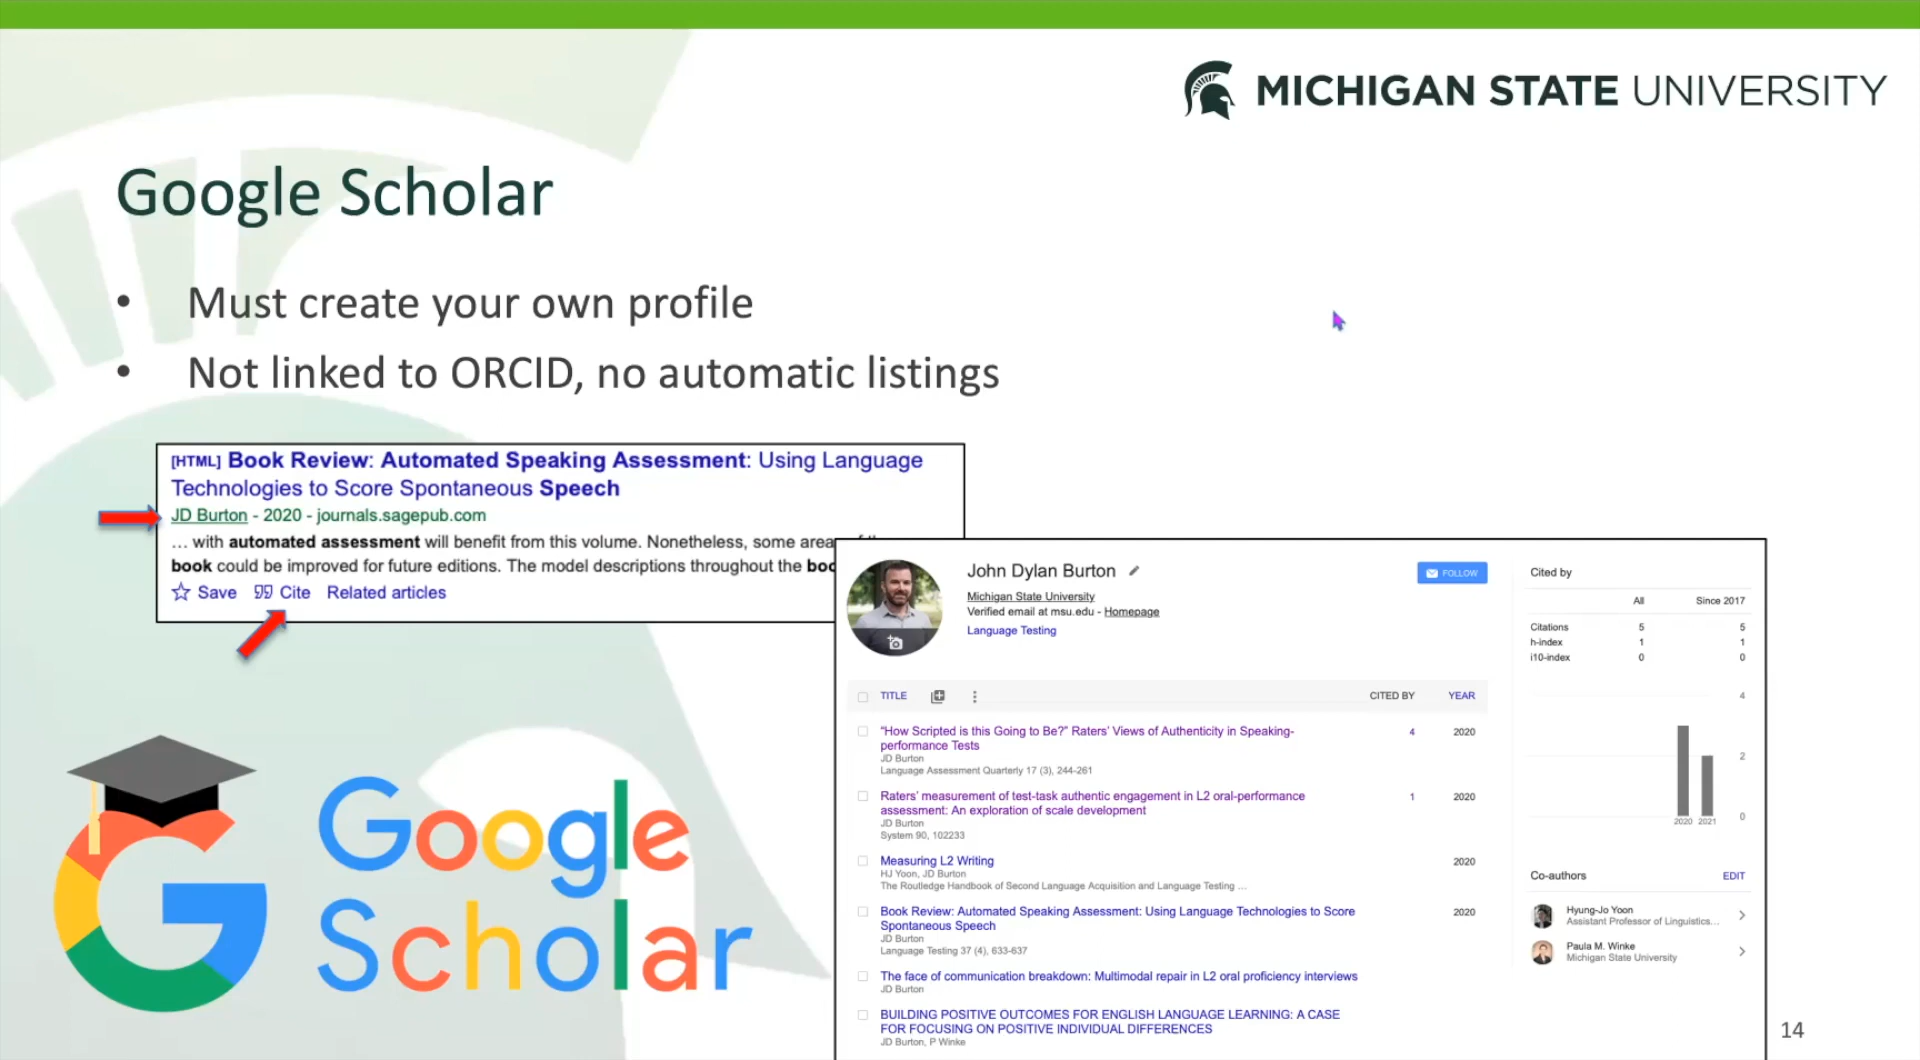 MICHIGAN STATE UNIVERSITY
Google Scholar
• Must create your own profile
• Not linked to ORCID, no automatic listings
[HTML] Book Review: Automated Speaking Assessment: Using Language
Technologies to Score Spontaneous Speech
JD Burton - 2020 - journals.sagepub.com
... with automated assessment will benefit from this volume. Nonetheless, some area
book could be improved for future editions. The model descriptions throughout the
Save Cite Related articles
Google
Scholar
John Dylan Burton
Michigan State University
Verified email at msu.edu - Homepage
Language Testing
FOLLOW
TITLE CITED BY YEAR
"How Scripted is this Going to Be?" Raters' Views of Authenticity in Speaking- 4 2020
performance Tests
JD Burton
Language Assessment Quarterly 17 (3), 244-261
Raters' measurement of test-task authentic engagement in L2 oral-performance 1 2020
assessment: An exploration of scale development
JD Burton
System 90, 102233
Measuring L2 Writing 2020
HJ Yoon, JD Burton
The Routledge Handbook of Second Language Acquisition and Language Testing ...
Book Review: Automated Speaking Assessment: Using Language Technologies to Score 2020
Spontaneous Speech
JD Burton
Language Testing 37 (4), 633-637
The face of communication breakdown: Multimodal repair in L2 oral proficiency interviews
JD Burton
BUILDING POSITIVE OUTCOMES FOR ENGLISH LANGUAGE LEARNING: A CASE
FOR FOCUSING ON POSITIVE INDIVIDUAL DIFFERENCES
JD Burton, P Winke
Cited by
All Since 2017
Citations 5 5
h-index 1 1
i10-index 0 0
4
2
0
2020 2021
Co-authors EDIT
Hyung-Jo Yoon
Assistant Professor of Linguistics...
Paula M. Winke
Michigan State University
14